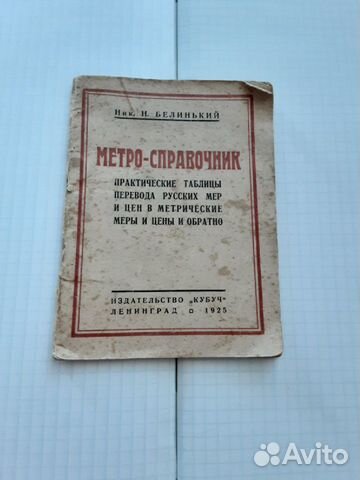 Инж. Н. БЕЛИНЬКИЙ
МЕТРО-СПРАВОЧНИК
ПРАКТИЧЕСКИЕ ТАБЛИЦЫ
ПЕРЕВОДА РУССКИХ МЕР
И ЦЕН В МЕТРИЧЕСКИЕ
МЕРЫ И ЦЕНЫ И ОБРАТНО
ИЗДАТЕЛЬСТВО „КУБУЧ"
ЛЕНИНГРАД 1925
Avito